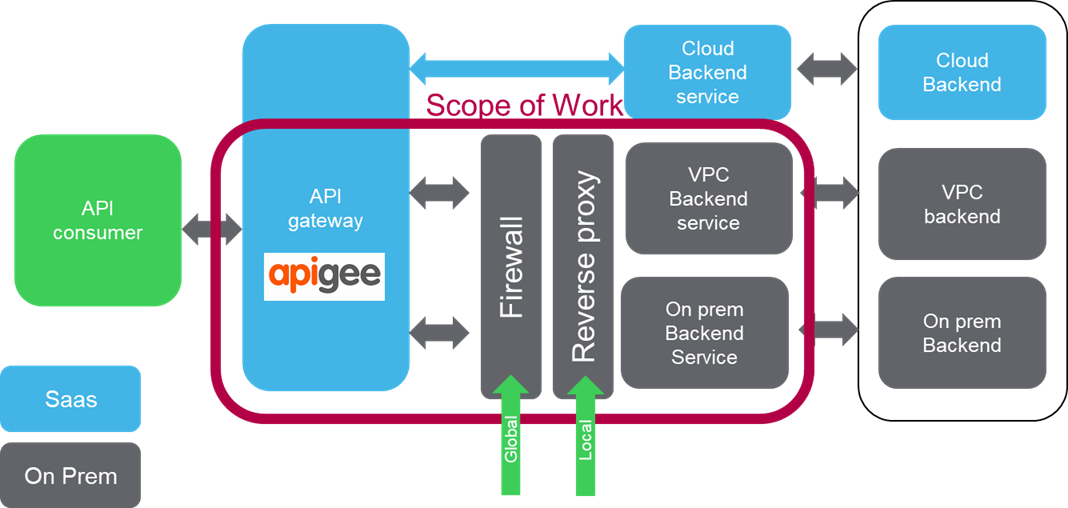 Cloud
Backend
service
Cloud
Backend
Scope of Work
API
consumer
API
gateway
apigee
Firewall
Reverse proxy
VPC
Backend
service
VPC
backend
On prem
Backend
Service
On prem
Backend
Saas
On Prem
Global
Local